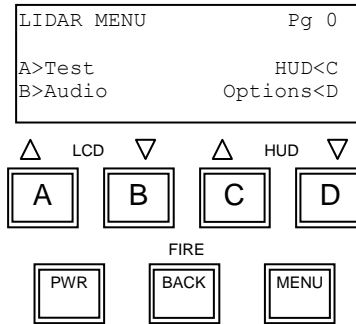 LIDAR MENU Pg 0
A>Test HUD<C
B>Audio Options<D
LCD HUD
A B C D
FIRE
PWR BACK MENU